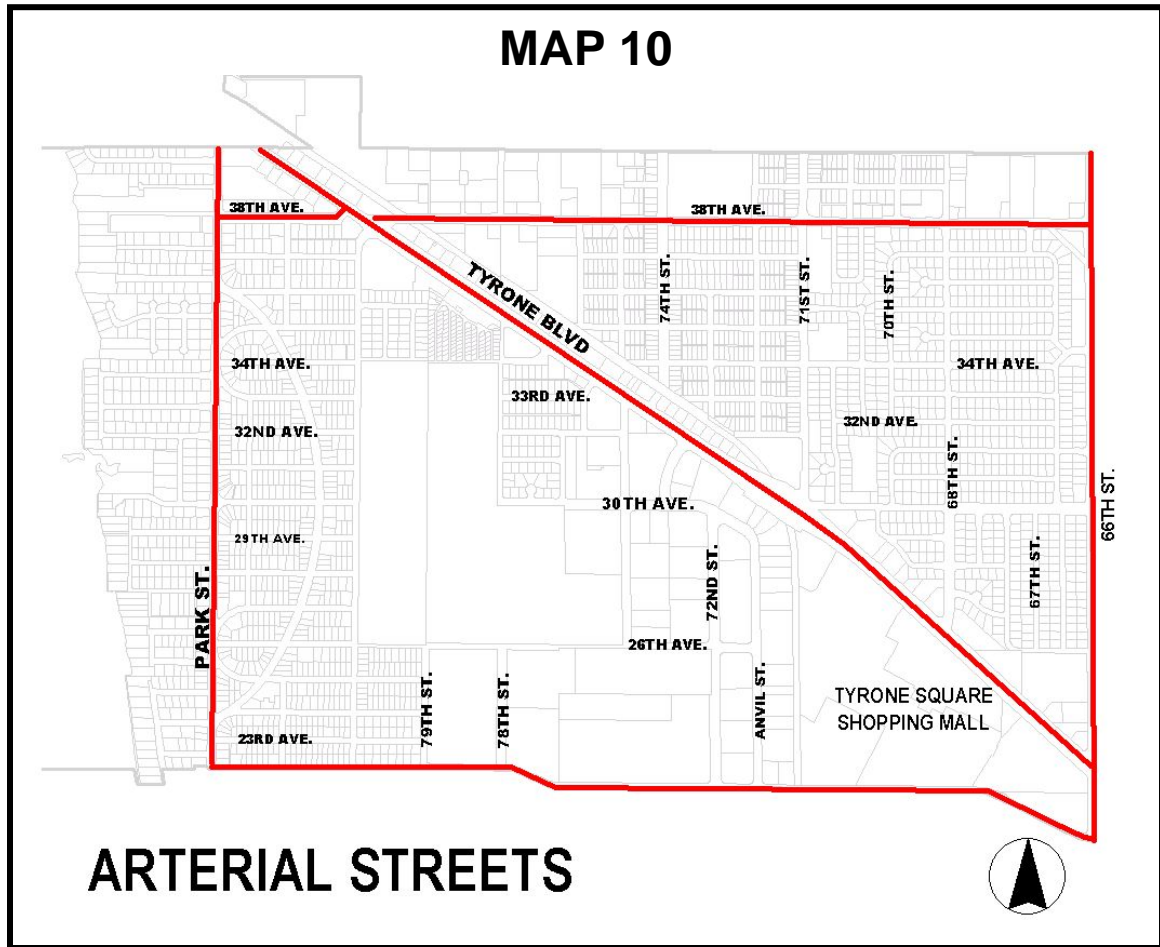 MAP 10
38TH AVE.
38TH AVE.
TYRONE BLVD
74TH ST.
71ST ST.
70TH ST.
34TH AVE.
34TH AVE.
33RD AVE.
32ND AVE.
32ND AVE.
68TH ST.
66TH ST.
30TH AVE.
29TH AVE.
72ND ST.
67TH ST.
PARK ST.
26TH AVE.
79TH ST.
78TH ST.
ANVIL ST.
TYRONE SQUARE
SHOPPING MALL
23RD AVE.
ARTERIAL STREETS